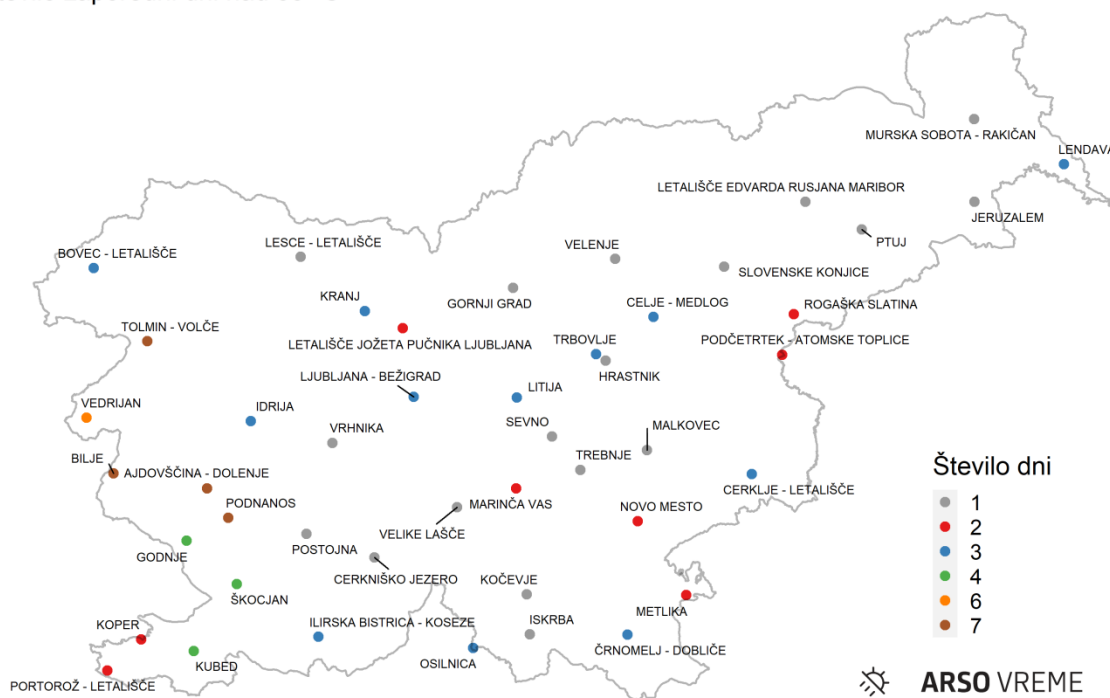 MURSKA SOBOTA - RAKIČAN
LENDAVA
LETALIŠČE EDVARDA RUSJANA MARIBOR
JERUZALEM
PTUJ
LESCE - LETALIŠČE
VELENJE
BOVEC - LETALIŠČE
SLOVENSKE KONJICE
KRANJ
GORNJI GRAD
CELJE - MEDLOG
ROGAŠKA SLATINA
TOLMIN - VOLČE
LETALIŠČE JOŽETA PUČNIKA LJUBLJANA
TRBOVLJE
PODČETRTEK - ATOMSKE TOPLICE
HRASTNIK
LJUBLJANA - BEŽIGRAD
LITIJA
VEDRIJAN
IDRIJA
SEVNO
MALKOVEC
VRHNIKA
BILJE
AJDOVŠČINA - DOLENJE
TREBNJE
CERKLJE - LETALIŠČE
PODNANOS
MARINČA VAS
NOVO MESTO
VELIKE LAŠČE
POSTOJNA
GODNJE
CERKNIŠKO JEZERO
KOČEVJE
ŠKOCJAN
METLIKA
KOPER
ILIRSKA BISTRICA - KOSEZE
ISKRBA
ČRNOMELJ - DOBLIČE
KUBED
OSILNICA
PORTOROŽ - LETALIŠČE
Število dni
1
2
3
4
6
7
ARSO VREME